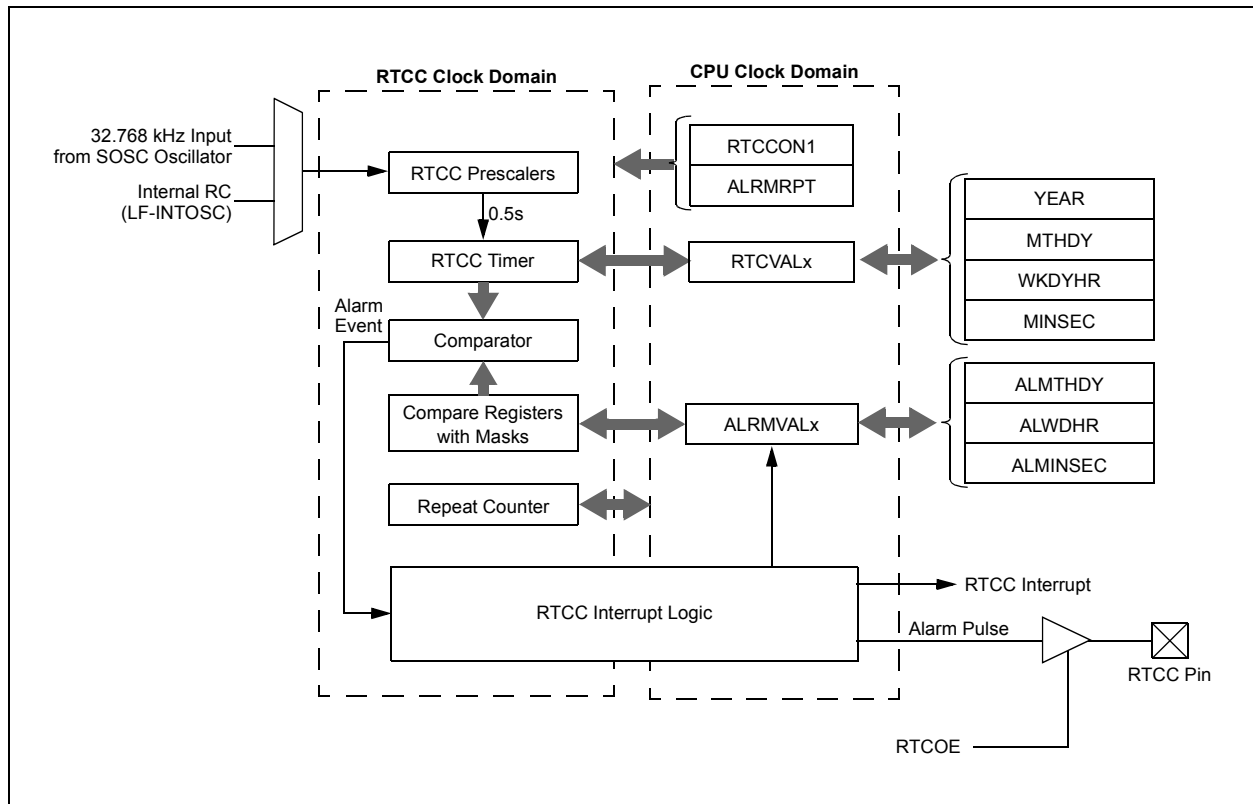 RTCC Clock Domain
CPU Clock Domain
32.768 kHz Input
from SOSC Oscillator
Internal RC
(LF-INTOSC)
RTCC Prescalers
0.5s
RTCC Timer
Alarm
Event
Comparator
Compare Registers
with Masks
Repeat Counter
RTCC Interrupt Logic
RTCCON1
ALRMRPT
RTCVALx
ALRMVALx
YEAR
MTHDY
WKDYHR
MINSEC
ALMTHDY
ALWDHR
ALMINSEC
RTCC Interrupt
Alarm Pulse
RTCC Pin
RTCOE